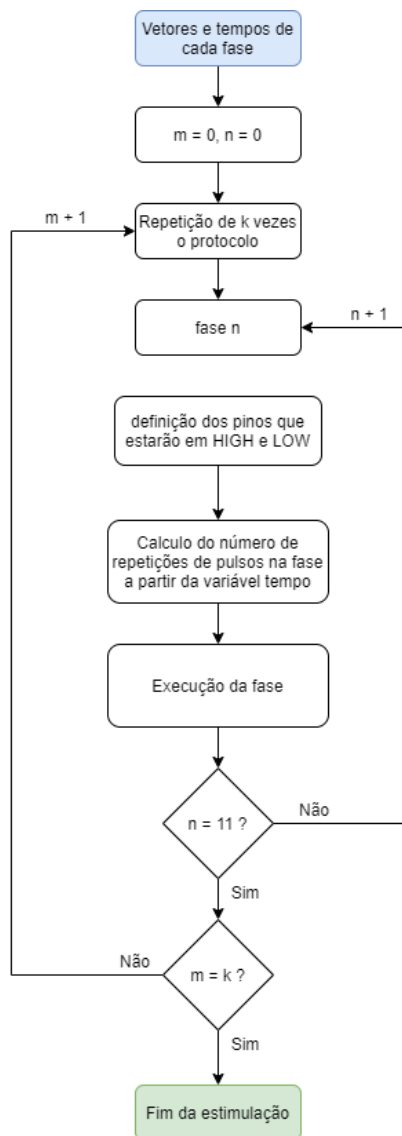 Vetores e tempos de
cada fase
m = 0, n = 0
m + 1
Repetição de k vezes
o protocolo
n + 1
fase n
definição dos pinos que
estarão em HIGH e LOW
Calculo do número de
repetições de pulsos na fase
a partir da variável tempo
Execução da fase
n = 11 ?
Não
Sim
Não
m = k ?
Sim
Fim da estimulação